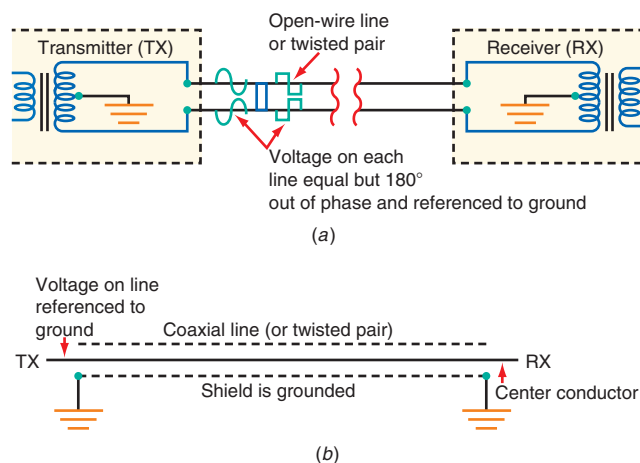 Open-wire line
or twisted pair
Transmitter (TX)
Receiver (RX)
Voltage on each
line equal but 180°
out of phase and referenced to ground
(a)
Voltage on line
referenced to
ground
Coaxial line (or twisted pair)
TX
RX
Shield is grounded
Center conductor
(b)